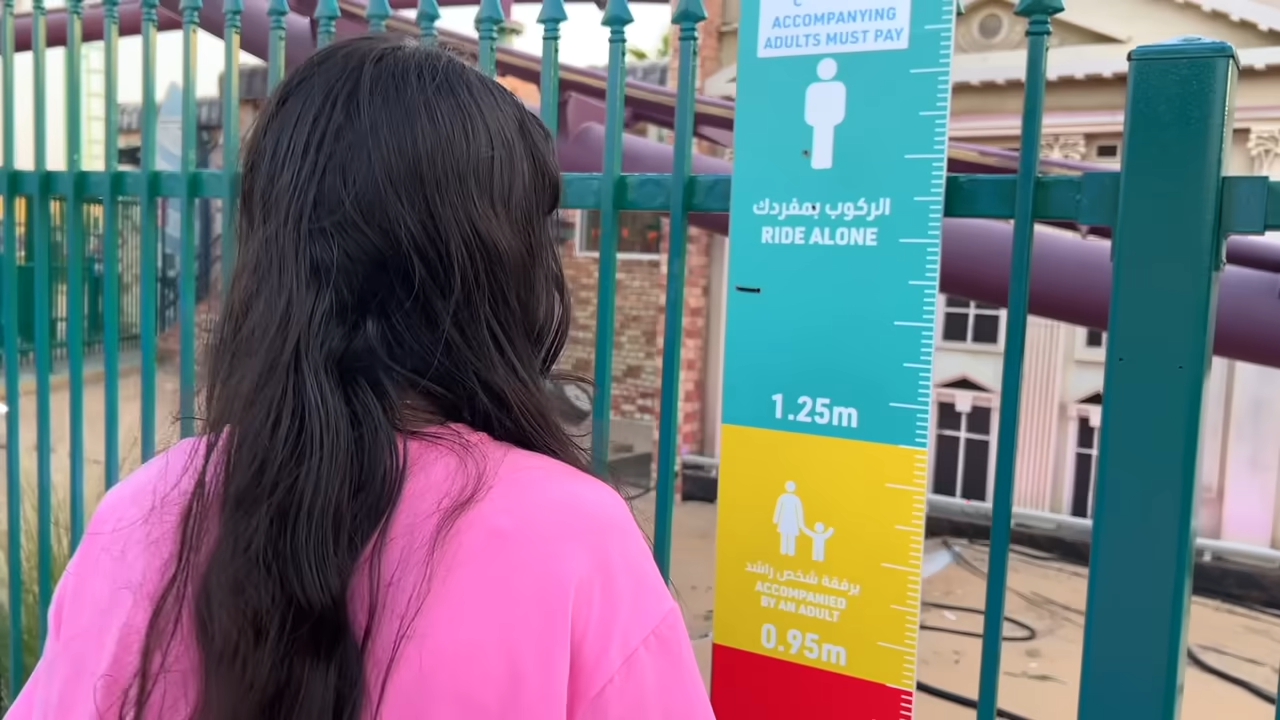 ACCOMPANYING
ADULTS MUST PAY
الركوب بمفردك
RIDE ALONE
1.25m
برفقة شخص راشد
ACCOMPANIED
BY AN ADULT
0.95m